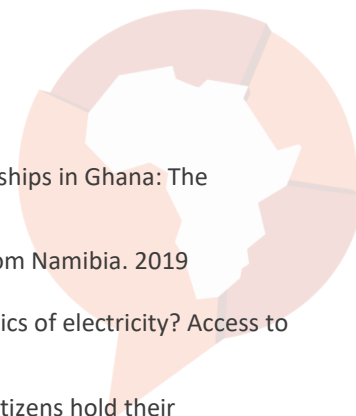 ships in Ghana: The
om Namibia. 2019
ics of electricity? Access to
tizens hold their